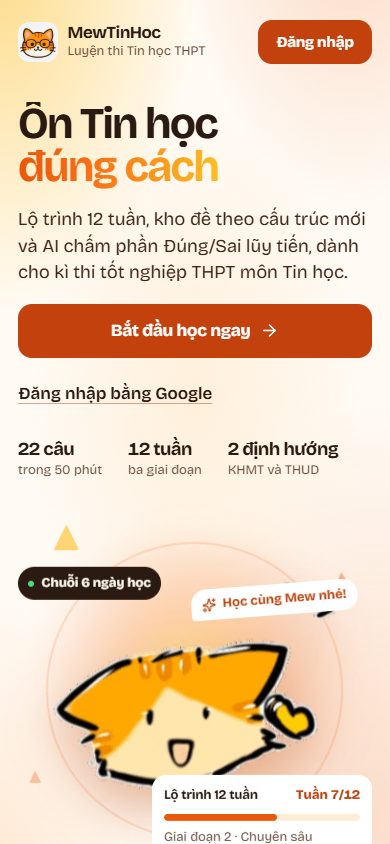 MewTinHoc
Luyện thi Tin học THPT
Đăng nhập
Ôn Tin học
đúng cách
Lộ trình 12 tuần, kho đề theo cấu trúc mới
và AI chấm phần Đúng/Sai lũy tiến, dành
cho kì thi tốt nghiệp THPT môn Tin học.
Bắt đầu học ngay
Đăng nhập bằng Google
22 câu
trong 50 phút
12 tuần
ba giai đoạn
2 định hướng
KHMT và THUD
Chuỗi 6 ngày học
Học cùng Mew nhé!
Lộ trình 12 tuần
Tuần 7/12
Giai đoạn 2 · Chuyên sâu